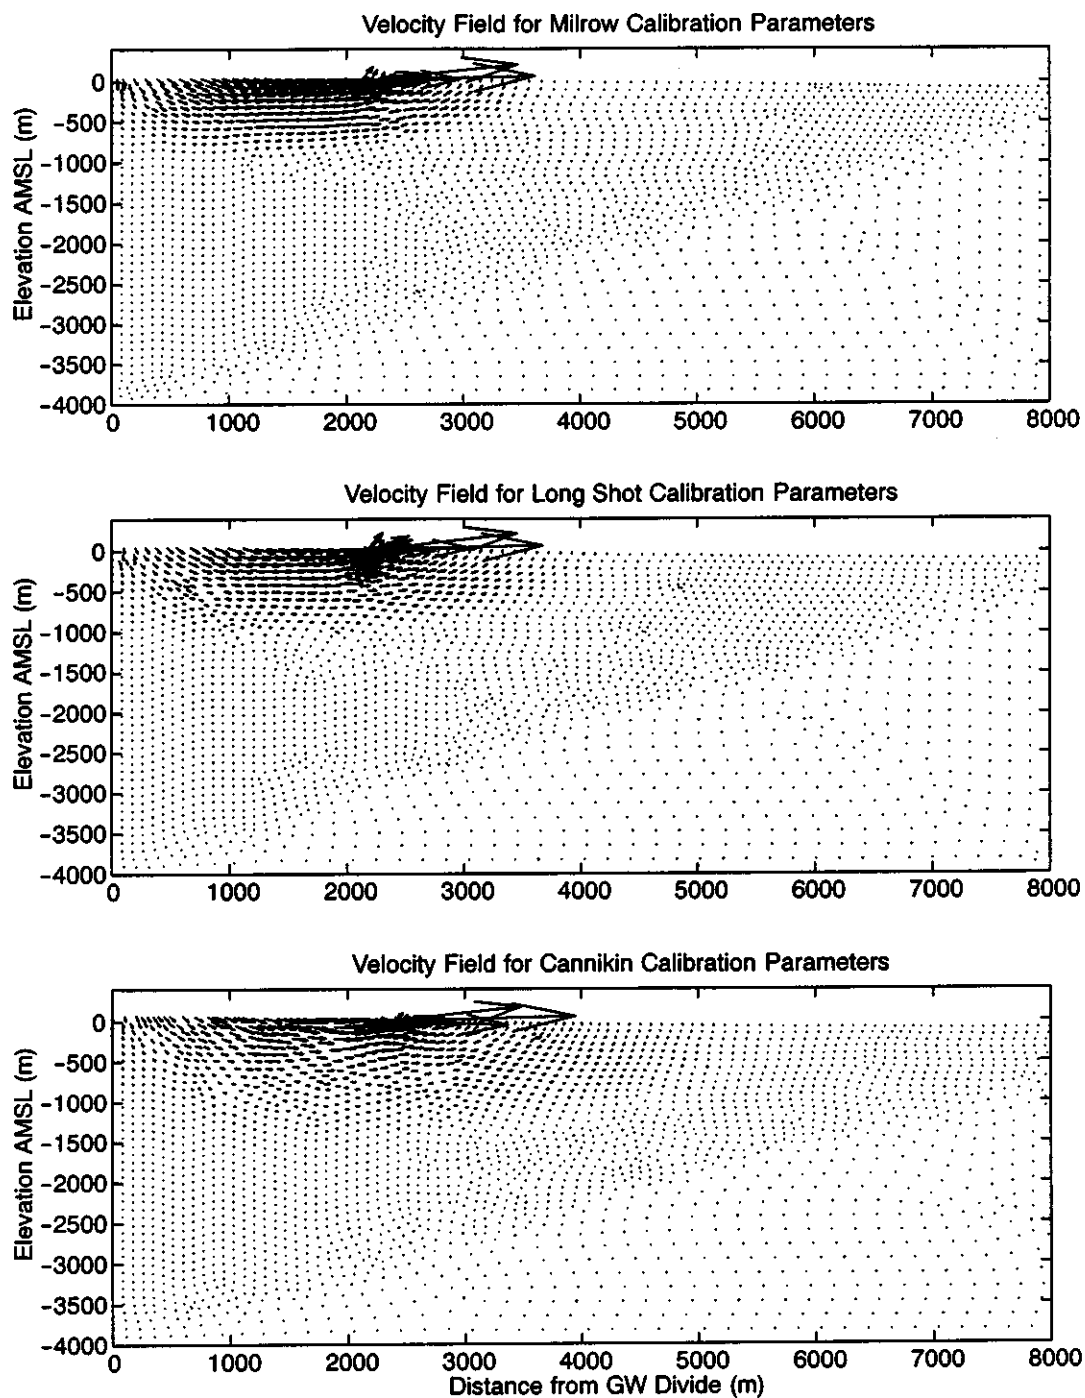 Velocity Field for Milrow Calibration Parameters
Elevation AMSL (m)
0
-500
-1000
-1500
-2000
-2500
-3000
-3500
-4000
0 1000 2000 3000 4000 5000 6000 7000 8000
Velocity Field for Long Shot Calibration Parameters
Elevation AMSL (m)
0
-500
-1000
-1500
-2000
-2500
-3000
-3500
-4000
0 1000 2000 3000 4000 5000 6000 7000 8000
Velocity Field for Cannikin Calibration Parameters
Elevation AMSL (m)
0
-500
-1000
-1500
-2000
-2500
-3000
-3500
-4000
0 1000 2000 3000 4000 5000 6000 7000 8000
Distance from GW Divide (m)